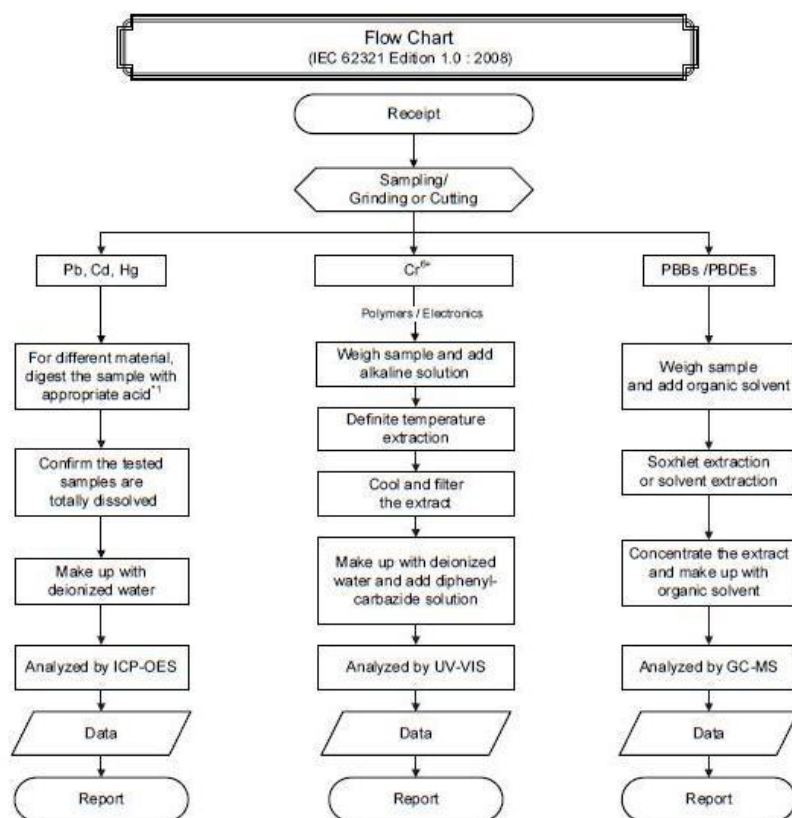 Flow Chart
(IEC 62321 Edition 1.0 : 2008)
Receipt
Sampling/
Grinding or Cutting
Pb, Cd, Hg
For different material,
digest the sample with
appropriate acid*1
Confirm the tested
samples are
totally dissolved
Make up with
deionized water
Analyzed by ICP-OES
Data
Report
Cr6+
Polymers / Electronics
Weigh sample and add
alkaline solution
Definite temperature
extraction
Cool and filter
the extract
Make up with deionized
water and add diphenyl-
carbazide solution
Analyzed by UV-VIS
Data
Report
PBBs /PBDEs
Weigh sample
and add organic solvent
Soxhlet extraction
or solvent extraction
Concentrate the extract
and make up with
organic solvent
Analyzed by GC-MS
Data
Report